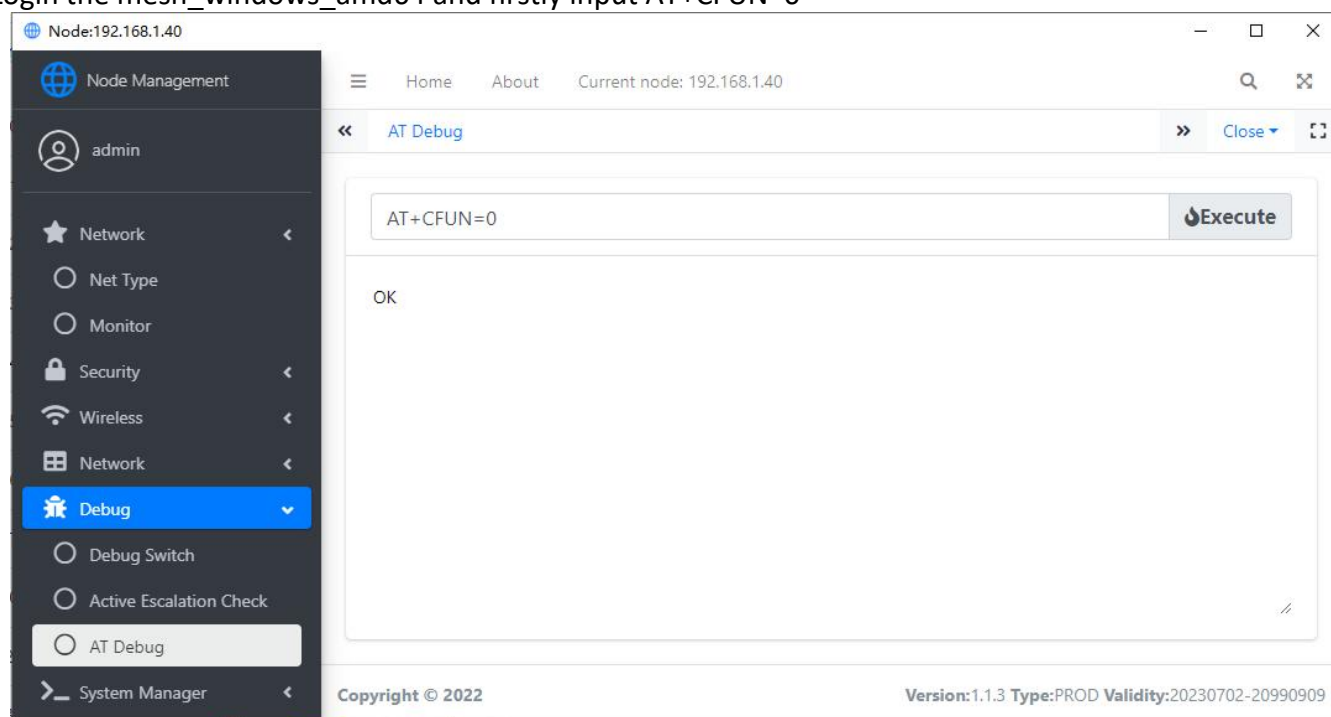 Login the mesh_windows_amd64 and firstly input AT+CFUN=0
Node:192.168.1.40
Node Management
Home About Current node: 192.168.1.40
admin
AT Debug
Close
AT+CFUN=0
Execute
OK
Network
Net Type
Monitor
Security
Wireless
Network
Debug
Debug Switch
Active Escalation Check
AT Debug
System Manager
Copyright © 2022
Version:1.1.3 Type:PROD Validity:20230702-20990909